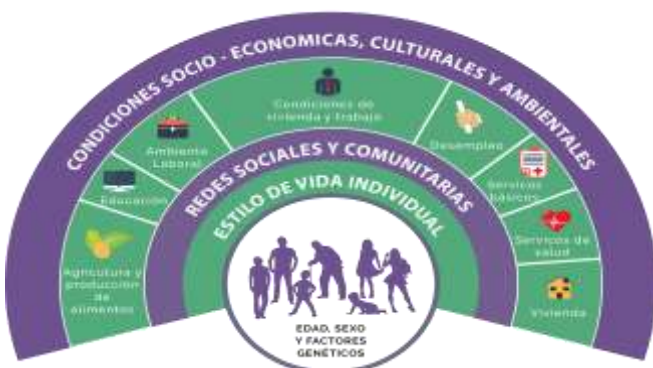 CONDICIONES SOCIO - ECONOMICAS, CULTURALES Y AMBIENTALES
Condiciones de
vivienda y trabajo
Ambiente
Laboral
Desempleo
Educación
Servicios
básicos
Agricultura y
producción
de
alimentos
Servicios de
salud
Vivienda
REDES SOCIALES Y COMUNITARIAS
ESTILO DE VIDA INDIVIDUAL
EDAD, SEXO
Y FACTORES
GENÉTICOS